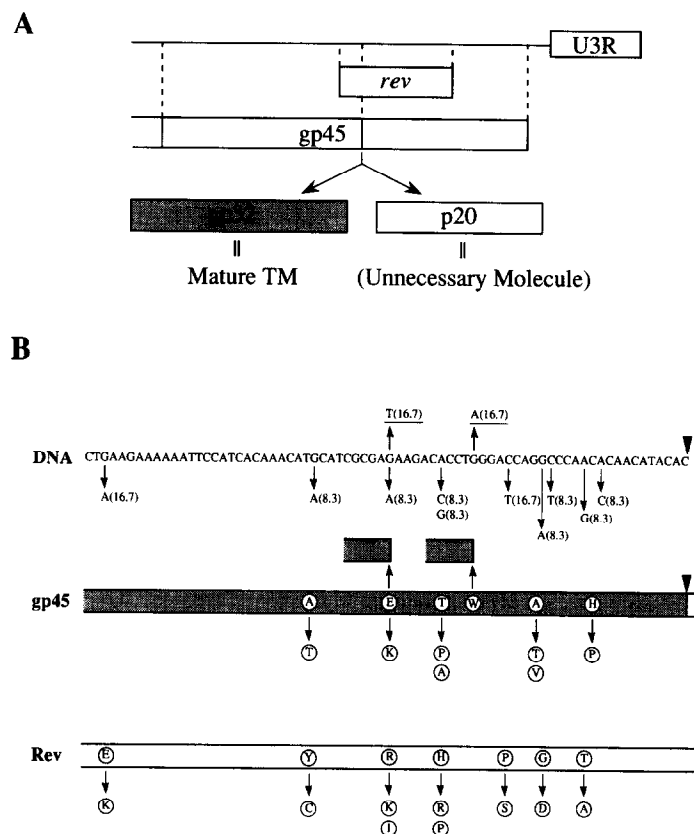 A
U3R
rev
gp45
p20
Mature TM
(Unnecessary Molecule)
B
T(16.7) A(16.7)
DNA CTGAAGAAAAAATTCCATCACAAACATGCATCGCGAGAAGACACCTGGGACCAGGCCCAACACAACATACAC
A(16.7) A(8.3) A(8.3) C(8.3) T(16.7) T(8.3) C(8.3)
G(8.3) G(8.3)
A(8.3)
gp45 A E T W A H
T K P T P
A V
Rev E Y R H P G T
K C K R S D A
I P